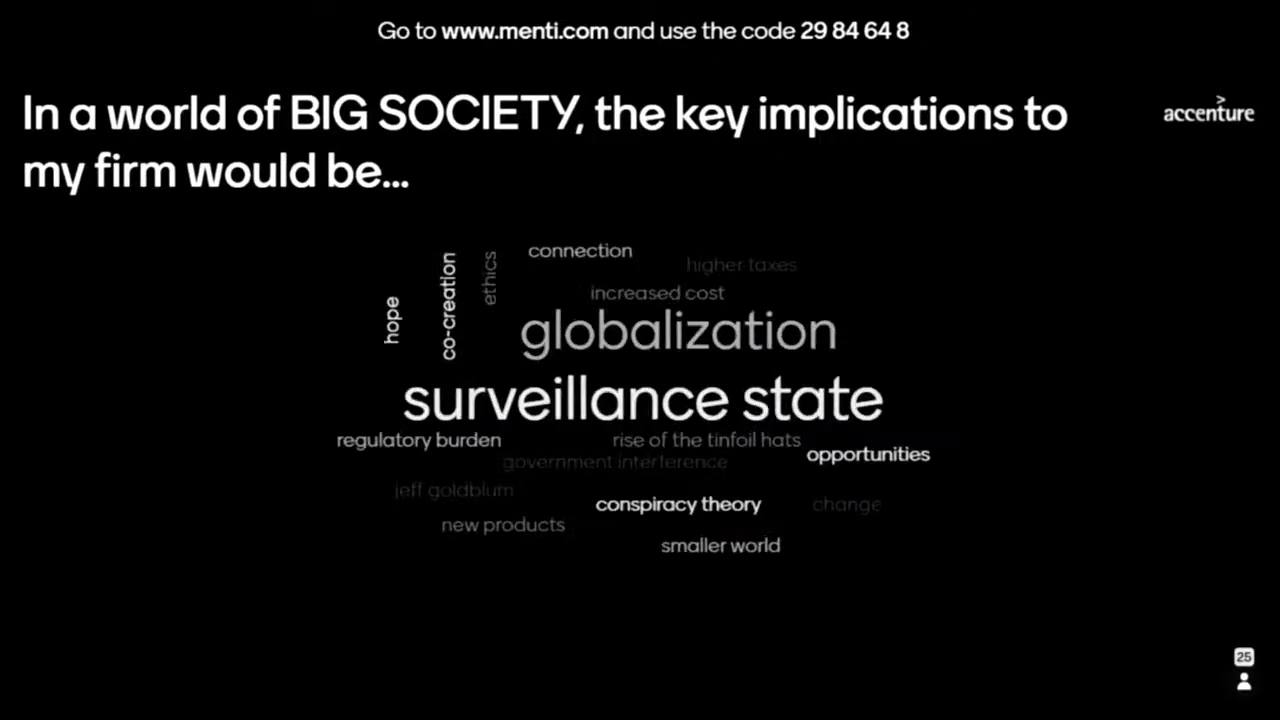 Go to www.menti.com and use the code 29 84 64 8
In a world of BIG SOCIETY, the key implications to
my firm would be...
>
accenture
hope
co-creation
ethics
connection
higher taxes
increased cost
globalization
surveillance state
regulatory burden
rise of the tinfoil hats
opportunities
government interference
jeff goldblum
conspiracy theory
change
new products
smaller world
25